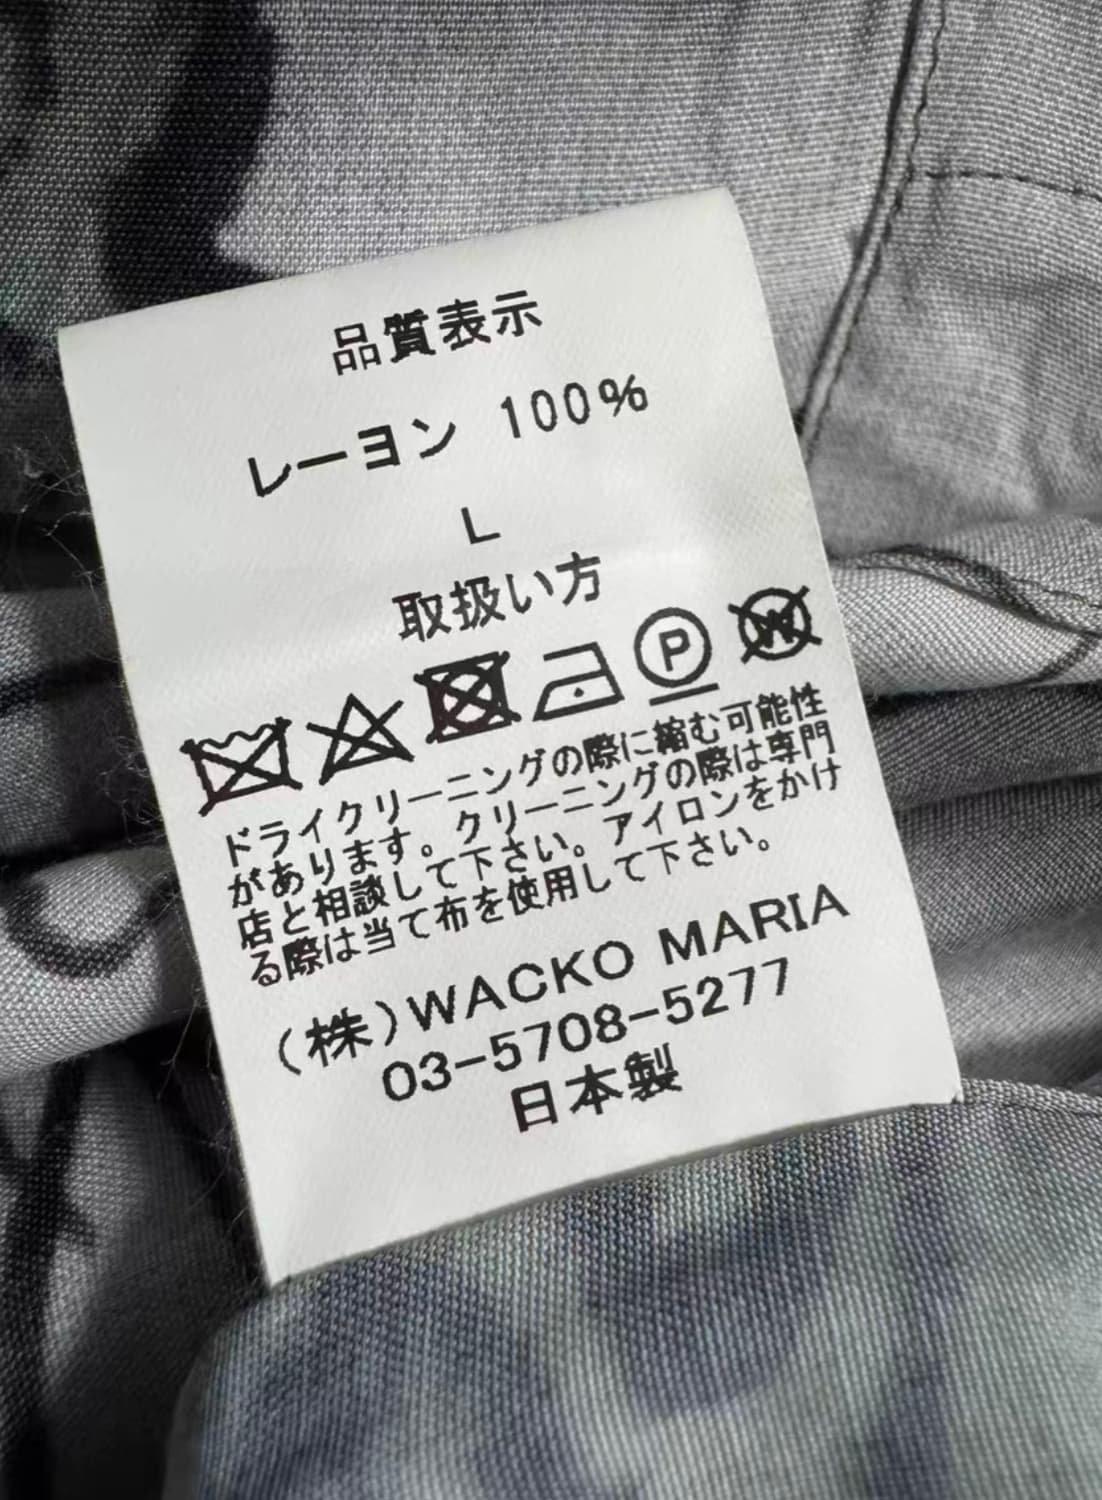 品質表示
レーヨン 100%
L
取扱い方
P W
ドライクリーニングの際に縮む可能性
があります。クリーニングの際は専門
店と相談して下さい。アイロンをかけ
る際は当て布を使用して下さい。
(株)WACKO MARIA
03-5708-5277
日本製